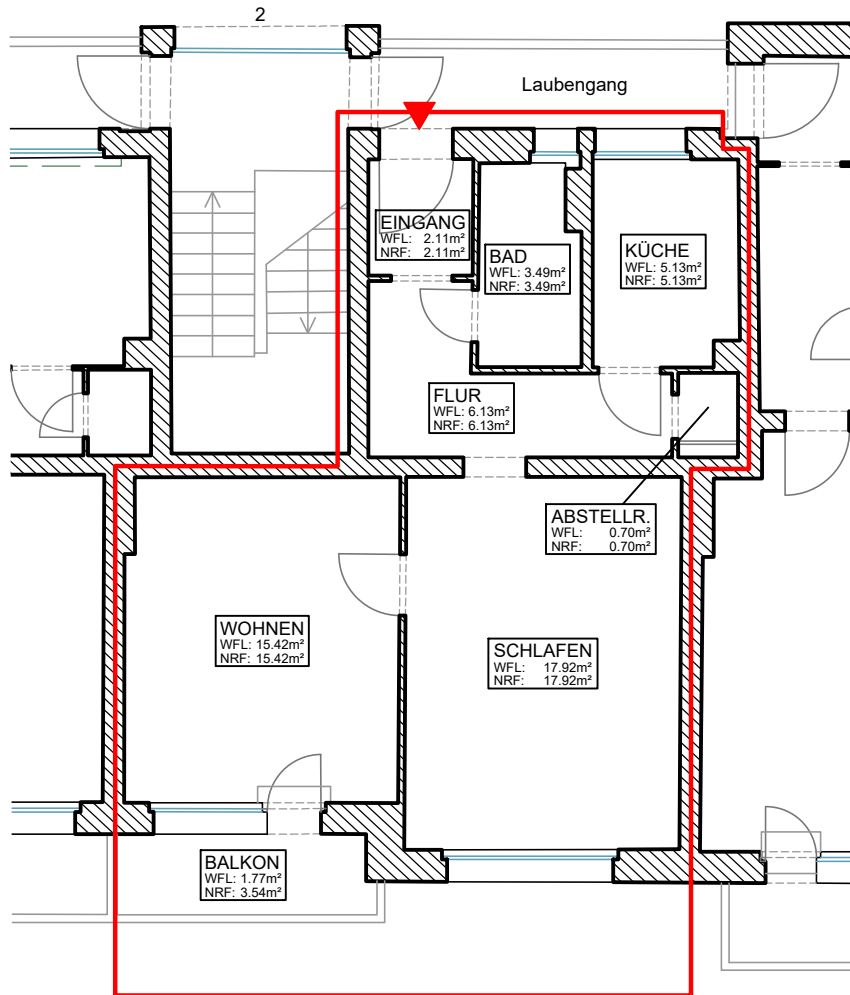 2
Laubengang
EINGANG
WFL: 2.11m²
NRF: 2.11m²
BAD
WFL: 3.49m²
NRF: 3.49m²
KÜCHE
WFL: 5.13m²
NRF: 5.13m²
FLUR
WFL: 6.13m²
NRF: 6.13m²
ABSTELLR.
WFL: 0.70m²
NRF: 0.70m²
WOHNEN
WFL: 15.42m²
NRF: 15.42m²
SCHLAFEN
WFL: 17.92m²
NRF: 17.92m²
BALKON
WFL: 1.77m²
NRF: 3.54m²